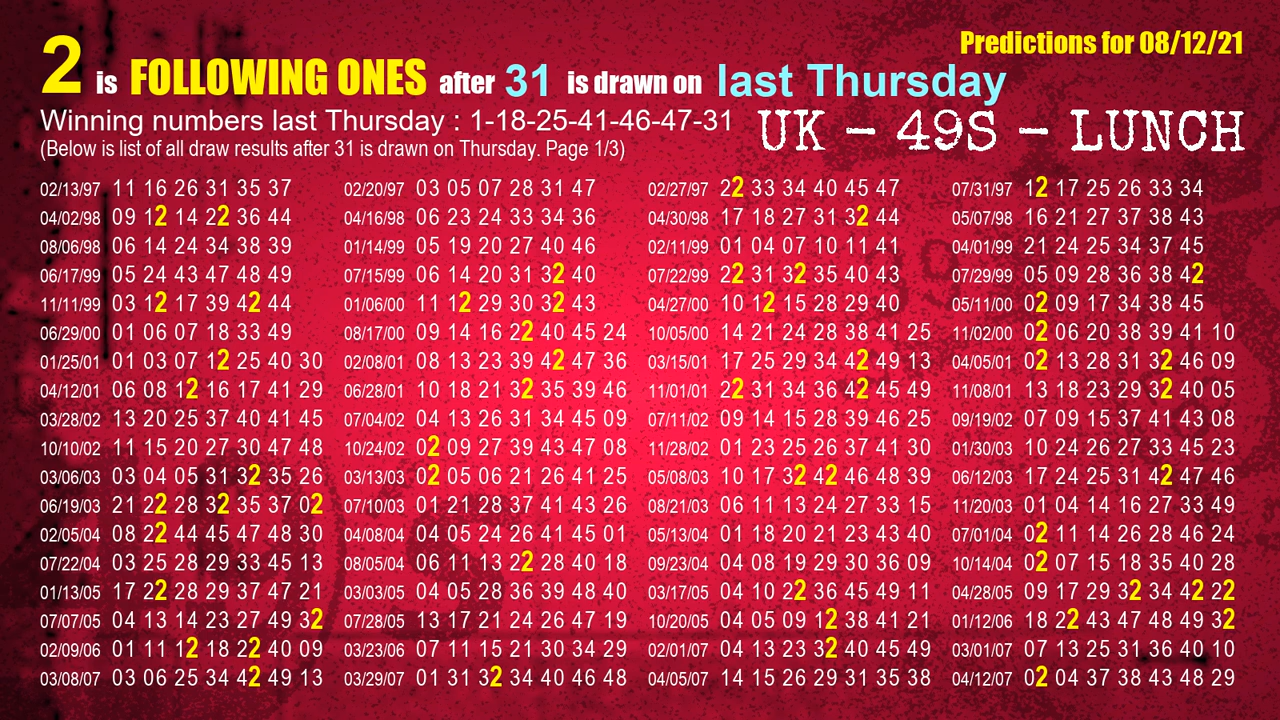 Predictions for 08/12/21
2 is FOLLOWING ONES after 31 is drawn on last Thursday
Winning numbers last Thursday : 1-18-25-41-46-47-31
UK - 49S - LUNCH
(Below is list of all draw results after 31 is drawn on Thursday. Page 1/3)
02/13/97 11 16 26 31 35 37 02/20/97 03 05 07 28 31 47 02/27/97 22 33 34 40 45 47 07/31/97 12 17 25 26 33 34
04/02/98 09 12 14 22 36 44 04/16/98 06 23 24 33 34 36 04/30/98 17 18 27 31 32 44 05/07/98 16 21 27 37 38 43
08/06/98 06 14 24 34 38 39 01/14/99 05 19 20 27 40 46 02/11/99 01 04 07 10 11 41 04/01/99 21 24 25 34 37 45
06/17/99 05 24 43 47 48 49 07/15/99 06 14 20 31 32 40 07/22/99 22 31 32 35 40 43 07/29/99 05 09 28 36 38 42
11/11/99 03 12 17 39 42 44 01/06/00 11 12 29 30 32 43 04/27/00 10 12 15 28 29 40 05/11/00 02 09 17 34 38 45
06/29/00 01 06 07 18 33 49 08/17/00 09 14 16 22 40 45 24 10/05/00 14 21 24 28 38 41 25 11/02/00 02 06 20 38 39 41 10
01/25/01 01 03 07 12 25 40 30 02/08/01 08 13 23 39 42 47 36 03/15/01 17 25 29 34 42 49 13 04/05/01 02 13 28 31 32 46 09
04/12/01 06 08 12 16 17 41 29 06/28/01 10 18 21 32 35 39 46 11/01/01 22 31 34 36 42 45 49 11/08/01 13 18 23 29 32 40 05
03/28/02 13 20 25 37 40 41 45 07/04/02 04 13 26 31 34 45 09 07/11/02 09 14 15 28 39 46 25 09/19/02 07 09 15 37 41 43 08
10/10/02 11 15 20 27 30 47 48 10/24/02 02 09 27 39 43 47 08 11/28/02 01 23 25 26 37 41 30 01/30/03 10 24 26 27 33 45 23
03/06/03 03 04 05 31 32 35 26 03/13/03 02 05 06 21 26 41 25 05/08/03 10 17 32 42 46 48 49 06/12/03 17 24 25 31 42 47 46
06/19/03 21 22 28 32 35 37 02 07/10/03 01 21 28 37 41 43 26 08/21/03 06 11 13 24 27 33 15 11/20/03 01 04 14 16 27 33 49
02/05/04 08 22 44 45 47 48 30 04/08/04 04 05 24 26 41 45 01 05/13/04 01 18 20 21 23 43 40 07/01/04 02 11 14 26 28 46 24
07/22/04 03 25 28 29 33 45 13 08/05/04 06 11 13 22 28 40 18 09/23/04 04 08 19 29 30 36 09 10/14/04 02 07 15 18 35 40 28
01/13/05 17 22 28 29 37 47 21 03/03/05 04 05 28 36 39 48 40 03/17/05 04 10 22 36 45 49 11 04/28/05 09 17 29 32 34 42 22
07/07/05 04 13 14 23 27 49 32 07/28/05 13 17 21 24 26 47 19 10/20/05 04 05 09 12 38 41 21 01/12/06 18 22 43 47 48 49 32
02/09/06 01 11 12 18 22 40 09 03/23/06 07 11 15 21 30 34 29 02/01/07 04 13 23 32 40 45 49 03/01/07 07 13 25 31 36 40 10
03/08/07 03 06 25 34 42 49 13 03/29/07 01 31 32 34 40 46 48 04/05/07 14 15 26 29 31 35 38 04/12/07 02 04 37 38 43 48 29